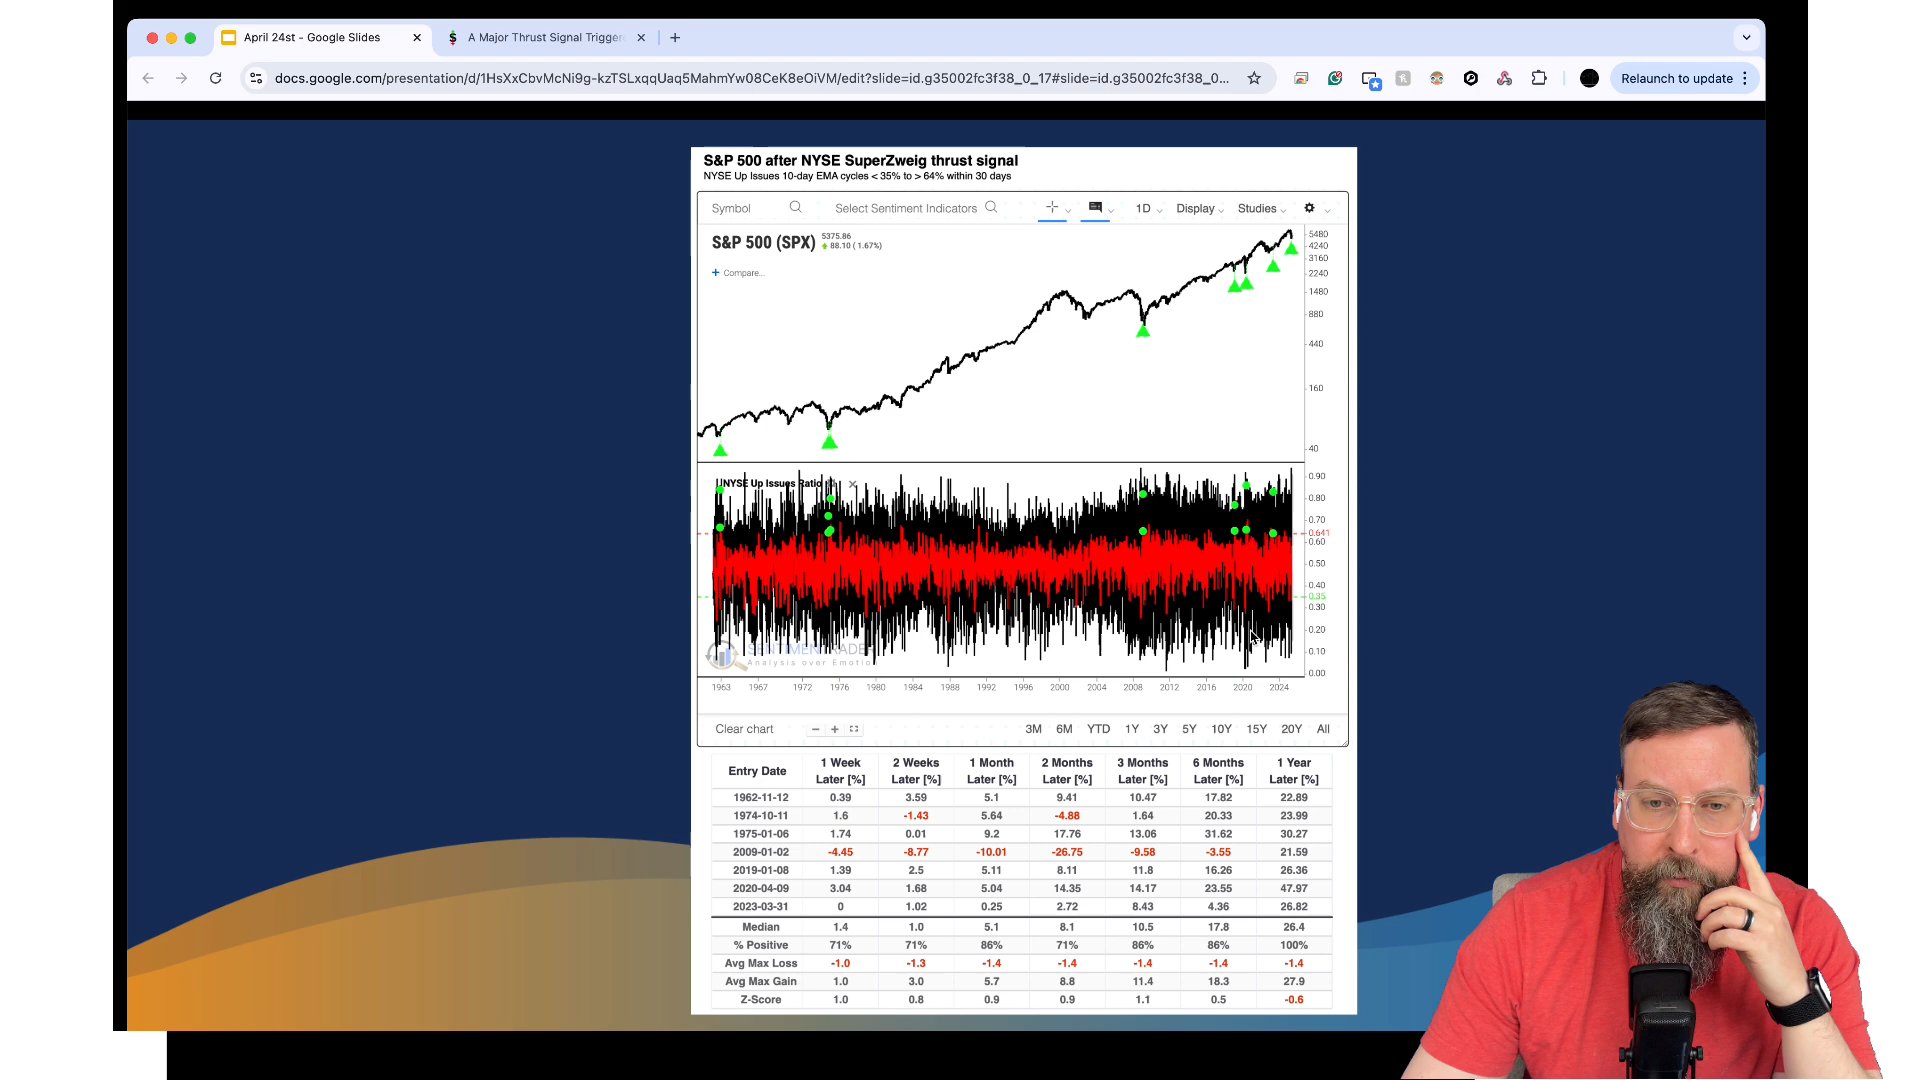 April 24st - Google Slides
A Major Thrust Signal Trigger
docs.google.com/presentation/d/1HsXxCbvMcNi9g-kzTSLxqqUaq5MahmYw08CeK8eOiVM/edit?slide=id.g35002fc3f38_0_17#slide=id.g35002fc3f38_0...
Relaunch to update
S&P 500 after NYSE SuperZweig thrust signal
NYSE Up Issues 10-day EMA cycles < 35% to > 64% within 30 days
Symbol Select Sentiment Indicators 1D Display Studies
S&P 500 (SPX) 5375.86
88.10 (1.67%)
+ Compare...
5480
4240
3160
2240
1480
880
440
160
40
NYSE Up Issues Ratio
0.90
0.80
0.70
0.641
0.60
0.50
0.40
0.35
0.30
0.20
0.10
0.00
SENTIMENTRADER
Analysis over Emotion
1963 1967 1972 1976 1980 1984 1988 1992 1996 2000 2004 2008 2012 2016 2020 2024
Clear chart − + 3M 6M YTD 1Y 3Y 5Y 10Y 15Y 20Y All
Entry Date 1 Week Later [%] 2 Weeks Later [%] 1 Month Later [%] 2 Months Later [%] 3 Months Later [%] 6 Months Later [%] 1 Year Later [%]
1962-11-12 0.39 3.59 5.1 9.41 10.47 17.82 22.89
1974-10-11 1.6 -1.43 5.64 -4.88 1.64 20.33 23.99
1975-01-06 1.74 0.01 9.2 17.76 13.06 31.62 30.27
2009-01-02 -4.45 -8.77 -10.01 -26.75 -9.58 -3.55 21.59
2019-01-08 1.39 2.5 5.11 8.11 11.8 16.26 26.36
2020-04-09 3.04 1.68 5.04 14.35 14.17 23.55 47.97
2023-03-31 0 1.02 0.25 2.72 8.43 4.36 26.82
Median 1.4 1.0 5.1 8.1 10.5 17.8 26.4
% Positive 71% 71% 86% 71% 86% 86% 100%
Avg Max Loss -1.0 -1.3 -1.4 -1.4 -1.4 -1.4 -1.4
Avg Max Gain 1.0 3.0 5.7 8.8 11.4 18.3 27.9
Z-Score 1.0 0.8 0.9 0.9 1.1 0.5 -0.6